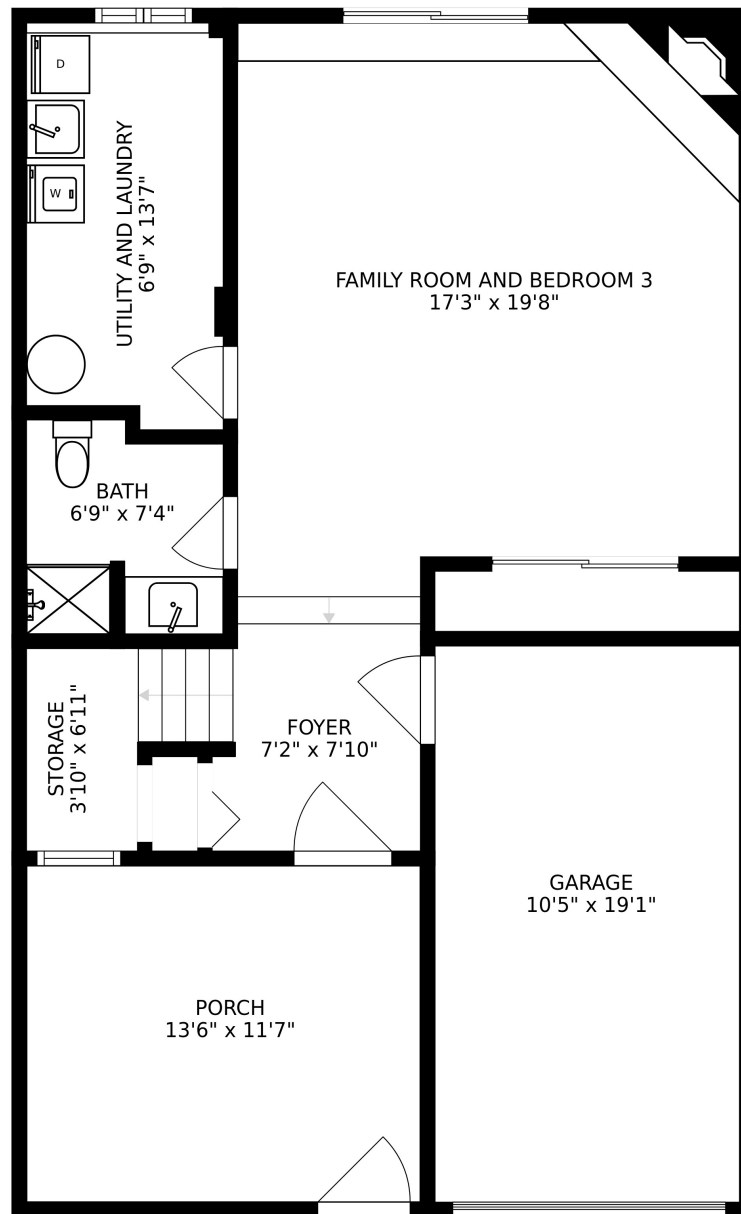 D
W
UTILITY AND LAUNDRY
6'9" x 13'7"
FAMILY ROOM AND BEDROOM 3
17'3" x 19'8"
BATH
6'9" x 7'4"
STORAGE
3'10" x 6'11"
FOYER
7'2" x 7'10"
GARAGE
10'5" x 19'1"
PORCH
13'6" x 11'7"